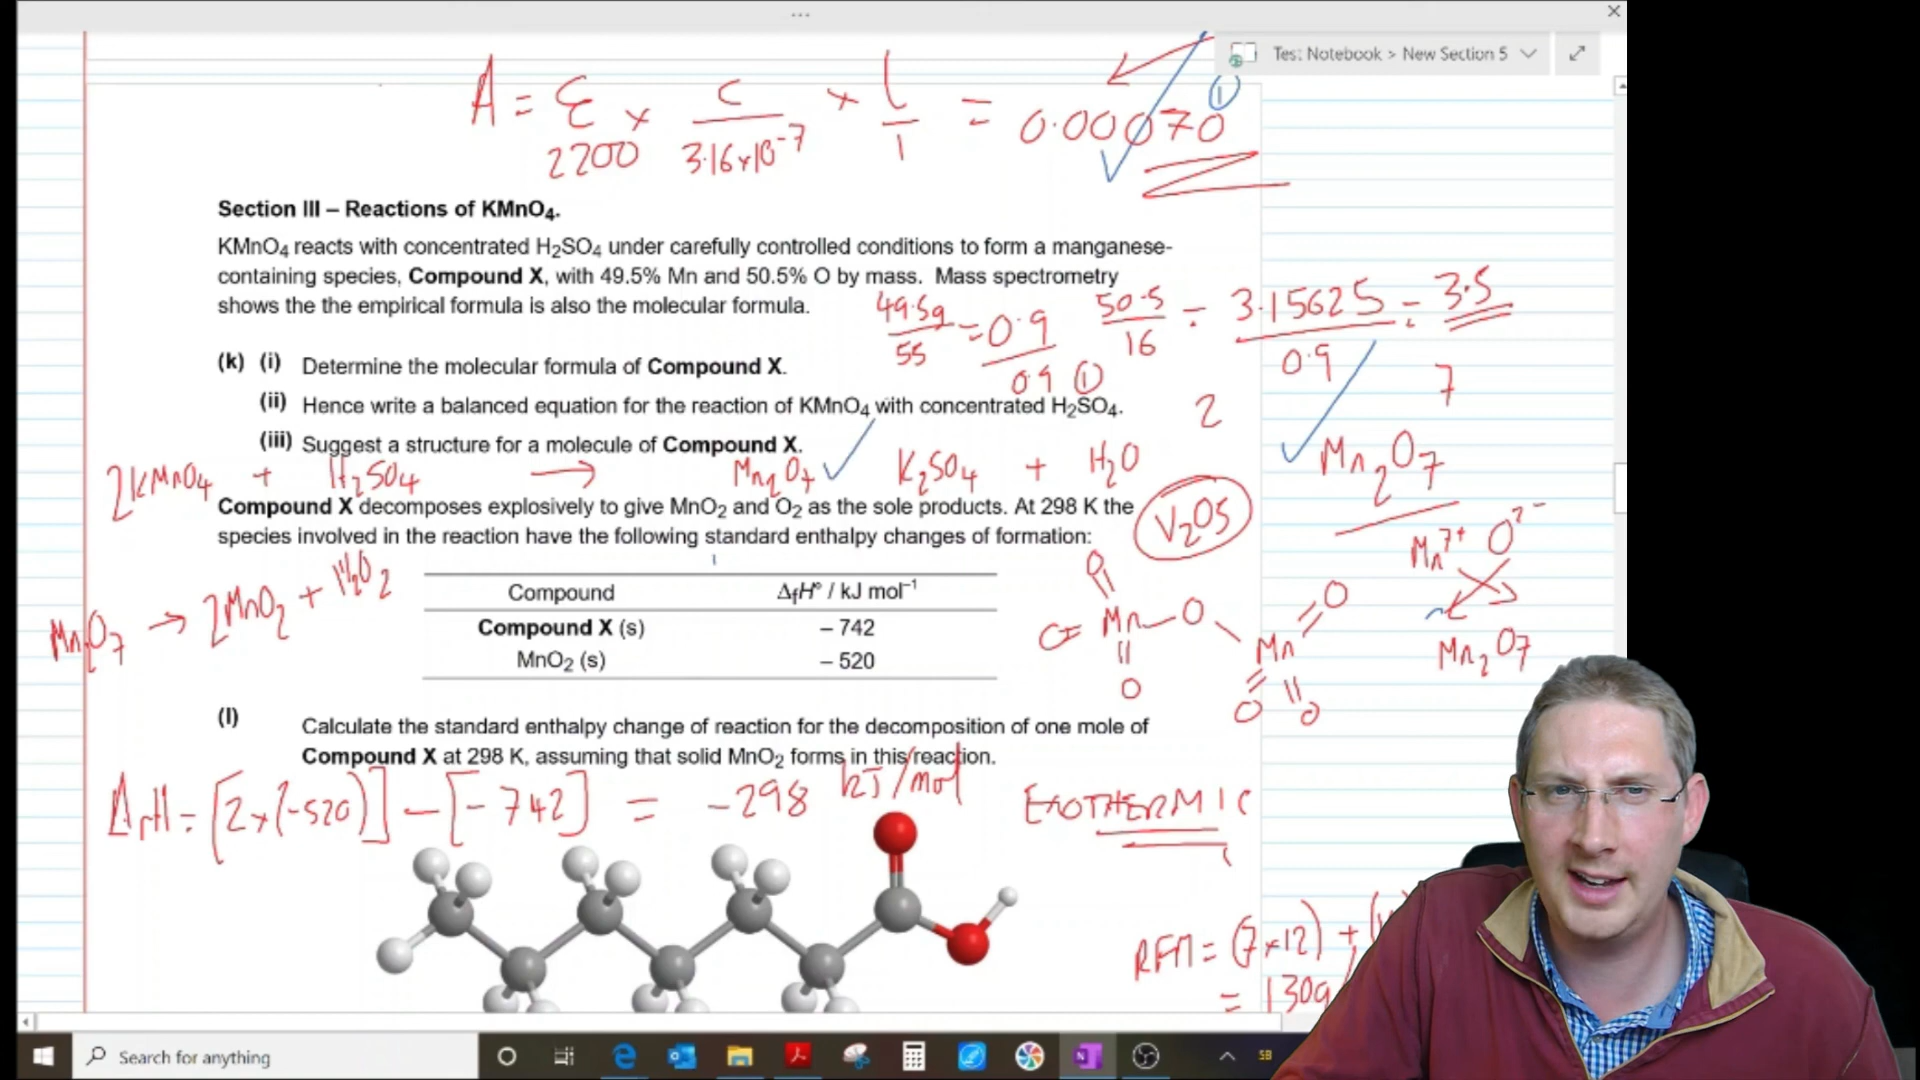 Test Notebook > New Section 5
A = ε × c × l = 0.00070 ①
2200 3.16×10⁻⁷ 1
Section III – Reactions of KMnO₄.
KMnO₄ reacts with concentrated H₂SO₄ under carefully controlled conditions to form a manganese-
containing species, Compound X, with 49.5% Mn and 50.5% O by mass. Mass spectrometry
shows the the empirical formula is also the molecular formula.
49.5g = 0.9 50.5 = 3.15625 = 3.5
55 0.9 ① 16 0.9 7
2
(k) (i) Determine the molecular formula of Compound X.
(ii) Hence write a balanced equation for the reaction of KMnO₄ with concentrated H₂SO₄.
(iii) Suggest a structure for a molecule of Compound X.
Mn₂O₇
2KMnO₄ + H₂SO₄ → Mn₂O₇ K₂SO₄ + H₂O
Compound X decomposes explosively to give MnO₂ and O₂ as the sole products. At 298 K the
species involved in the reaction have the following standard enthalpy changes of formation:
V₂O5
Mn⁷⁺ O²⁻
Mn₂O₇
Mn₂O₇ → 2MnO₂ + 1½O₂
Compound ΔfH° / kJ mol⁻¹
Compound X (s) – 742
MnO₂ (s) – 520
O
O = Mn — O
O
Mn = O
O O
(l) Calculate the standard enthalpy change of reaction for the decomposition of one mole of
Compound X at 298 K, assuming that solid MnO₂ forms in this reaction.
ΔrH = [2×(-520)] - [-742] = -298 kJ/mol EXOTHERMIC
RFM = (7×12) +
= 130g
Search for anything